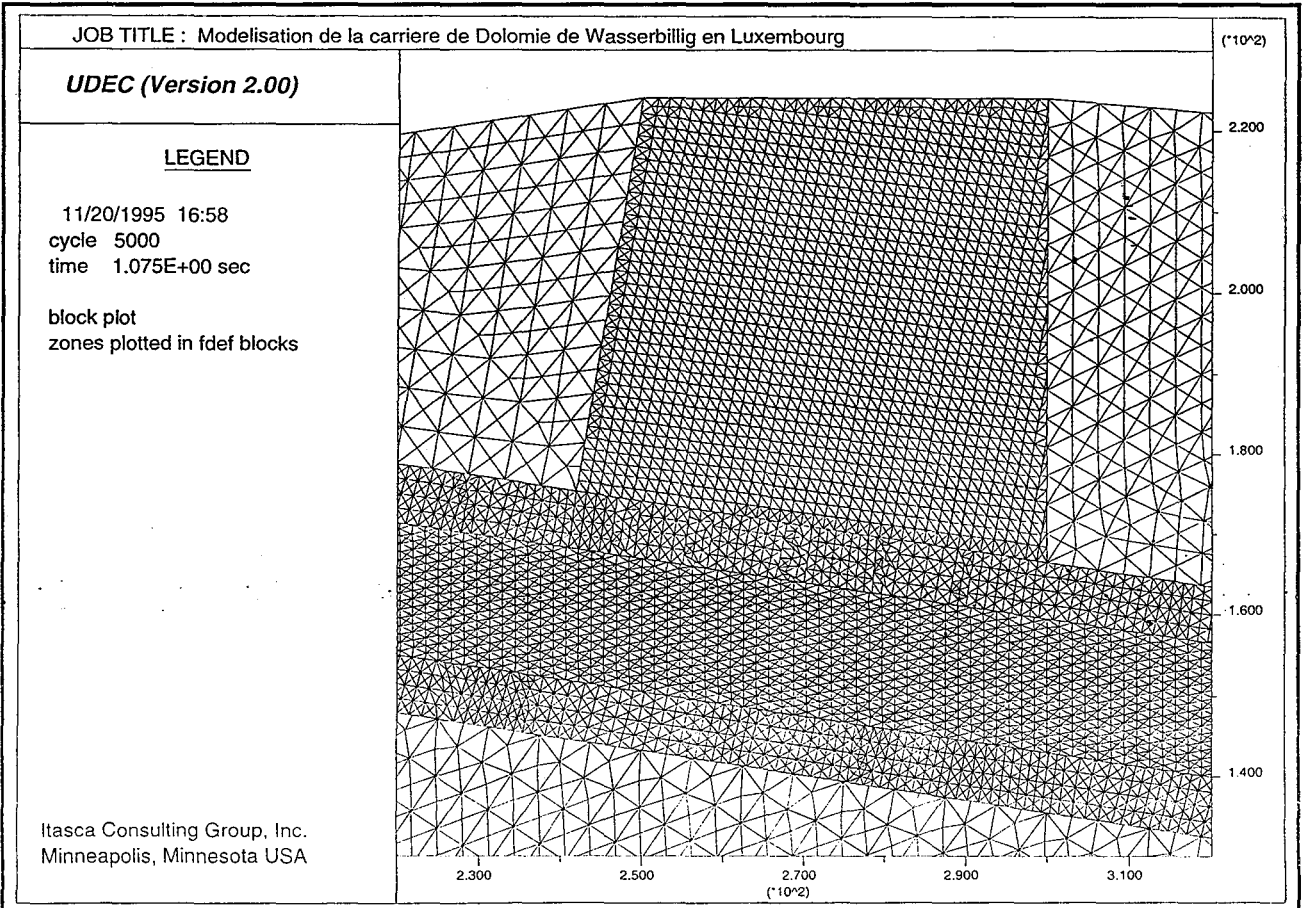 JOB TITLE : Modelisation de la carriere de Dolomie de Wasserbillig en Luxembourg
(*10^2)
UDEC (Version 2.00)
LEGEND
11/20/1995 16:58
cycle 5000
time 1.075E+00 sec
block plot
zones plotted in fdef blocks
Itasca Consulting Group, Inc.
Minneapolis, Minnesota USA
2.200
2.000
1.800
1.600
1.400
2.300 2.500 2.700 2.900 3.100
(*10^2)